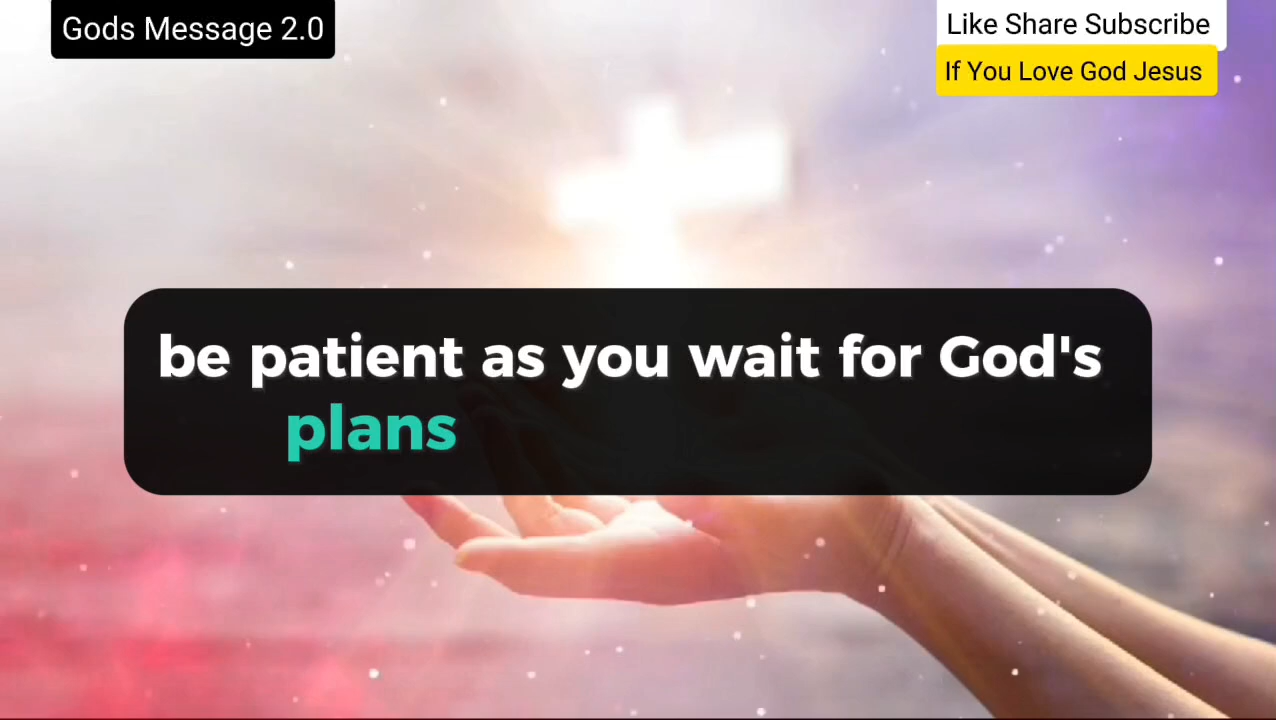 Gods Message 2.0
Like Share Subscribe
If You Love God Jesus
be patient as you wait for God's
plans